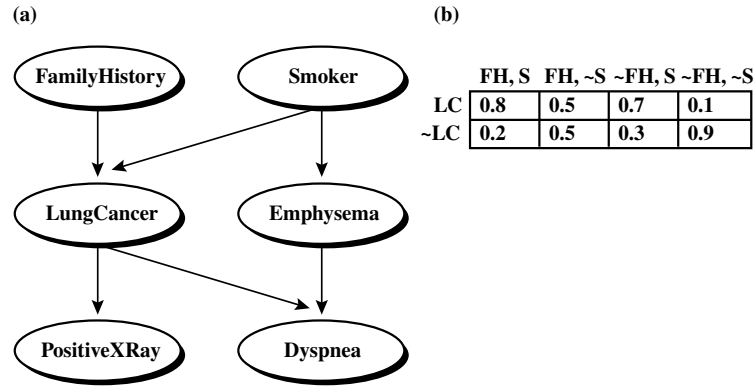 (a)
FamilyHistory
Smoker
LungCancer
Emphysema
PositiveXRay
Dyspnea
(b)
FH, S FH, ~S ~FH, S ~FH, ~S
LC 0.8 0.5 0.7 0.1
~LC 0.2 0.5 0.3 0.9